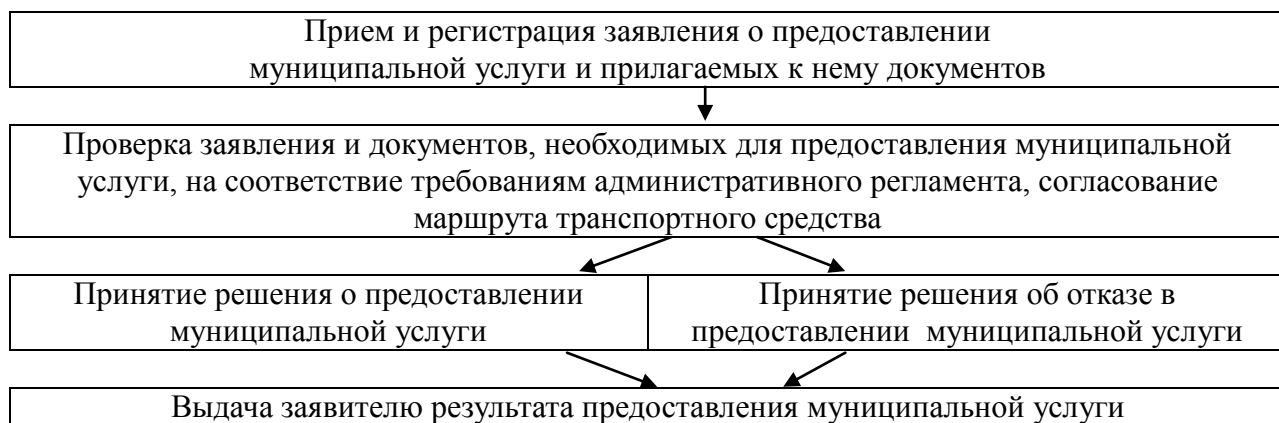 Прием и регистрация заявления о предоставлении
муниципальной услуги и прилагаемых к нему документов
Проверка заявления и документов, необходимых для предоставления муниципальной
услуги, на соответствие требованиям административного регламента, согласование
маршрута транспортного средства
Принятие решения о предоставлении
муниципальной услуги
Принятие решения об отказе в
предоставлении муниципальной услуги
Выдача заявителю результата предоставления муниципальной услуги